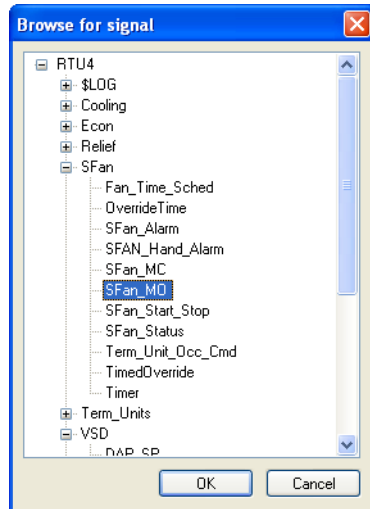 Browse for signal
RTU4
$LOG
Cooling
Econ
Relief
SFan
Fan_Time_Sched
OverrideTime
SFan_Alarm
SFAN_Hand_Alarm
SFan_MC
SFan_MO
SFan_Start_Stop
SFan_Status
Term_Unit_Occ_Cmd
TimedOverride
Timer
Term_Units
VSD
DAP_SP
OK Cancel